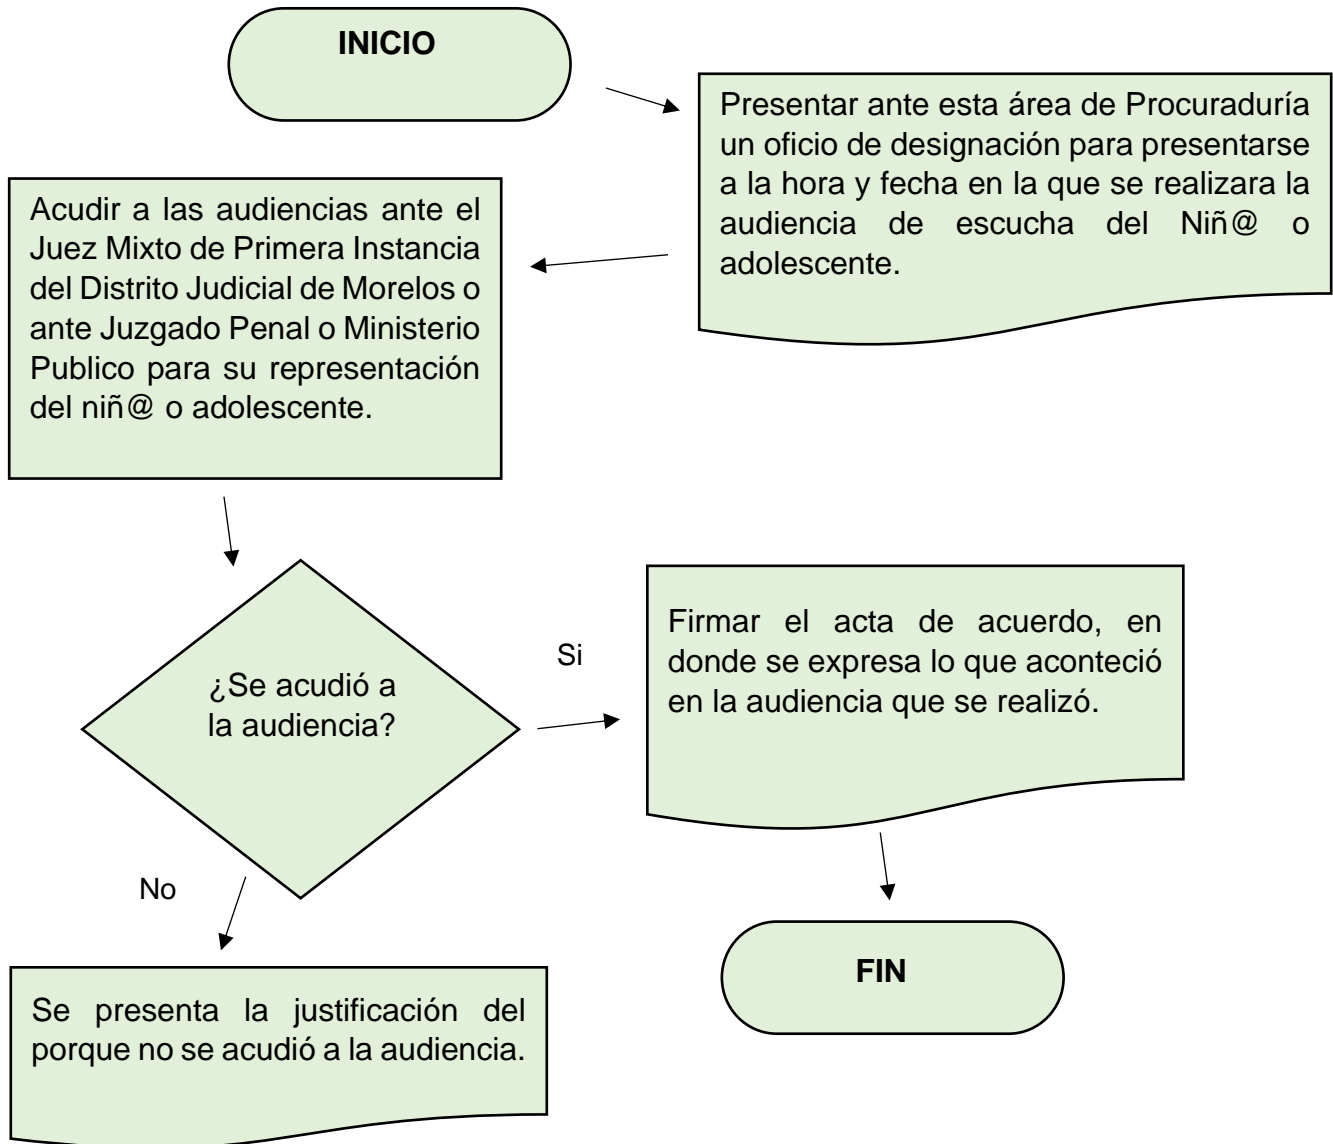 INICIO
Presentar ante esta área de Procuraduría
un oficio de designación para presentarse
a la hora y fecha en la que se realizara la
audiencia de escucha del Niñ@ o
adolescente.
Acudir a las audiencias ante el
Juez Mixto de Primera Instancia
del Distrito Judicial de Morelos o
ante Juzgado Penal o Ministerio
Publico para su representación
del niñ@ o adolescente.
¿Se acudió a
la audiencia?
Si
Firmar el acta de acuerdo, en
donde se expresa lo que aconteció
en la audiencia que se realizó.
No
Se presenta la justificación del
porque no se acudió a la audiencia.
FIN